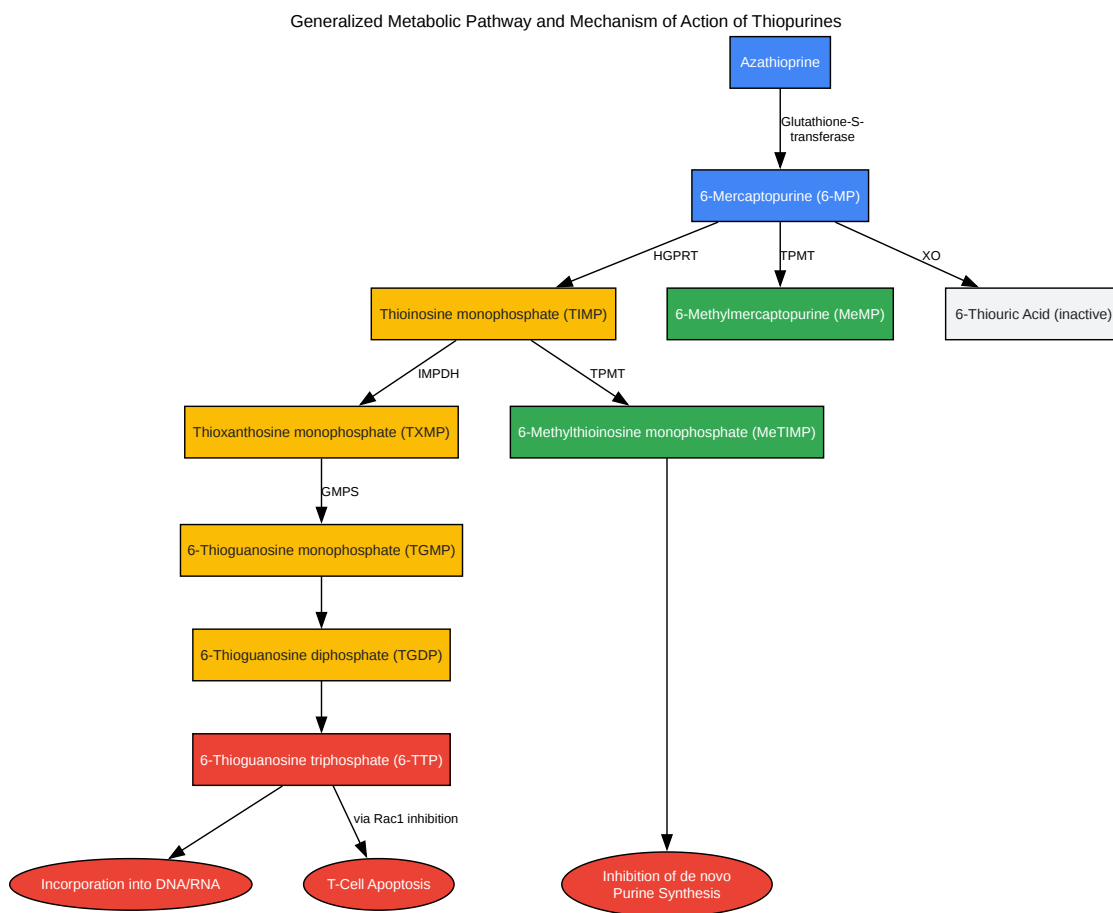 Generalized Metabolic Pathway and Mechanism of Action of Thiopurines
Azathioprine
Glutathione-S-
transferase
6-Mercaptopurine (6-MP)
HGPRT
TPMT
XO
Thioinosine monophosphate (TIMP)
6-Methylmercaptopurine (MeMP)
6-Thiouric Acid (inactive)
IMPDH
TPMT
Thioxanthosine monophosphate (TXMP)
6-Methylthioinosine monophosphate (MeTIMP)
GMPS
6-Thioguanosine monophosphate (TGMP)
6-Thioguanosine diphosphate (TGDP)
6-Thioguanosine triphosphate (6-TTP)
via Rac1 inhibition
Incorporation into DNA/RNA
T-Cell Apoptosis
Inhibition of de novo
Purine Synthesis